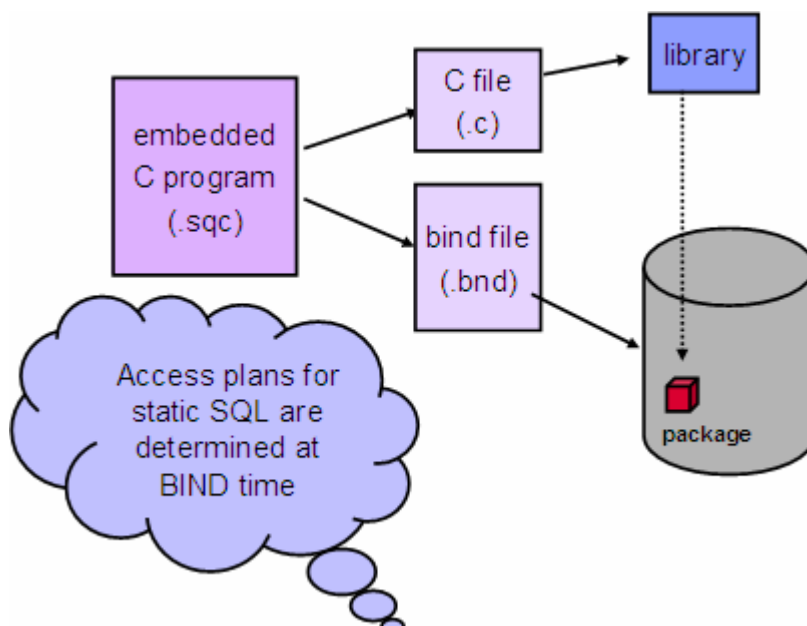 embedded
C program
(.sqc)
C file
(.c)
library
bind file
(.bnd)
package
Access plans for
static SQL are
determined at
BIND time